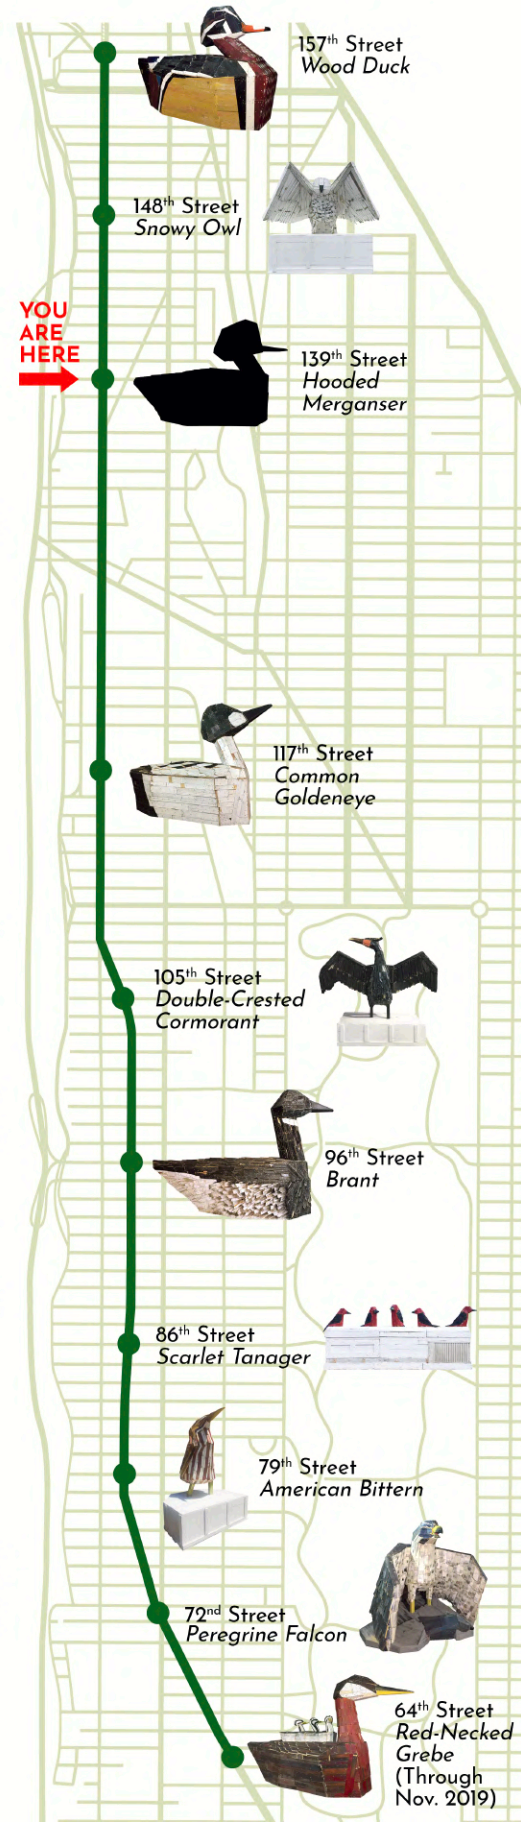 157th Street
Wood Duck
148th Street
Snowy Owl
YOU
ARE
HERE
139th Street
Hooded
Merganser
117th Street
Common
Goldeneye
105th Street
Double-Crested
Cormorant
96th Street
Brant
86th Street
Scarlet Tanager
79th Street
American Bittern
72nd Street
Peregrine Falcon
64th Street
Red-Necked
Grebe
(Through
Nov. 2019)